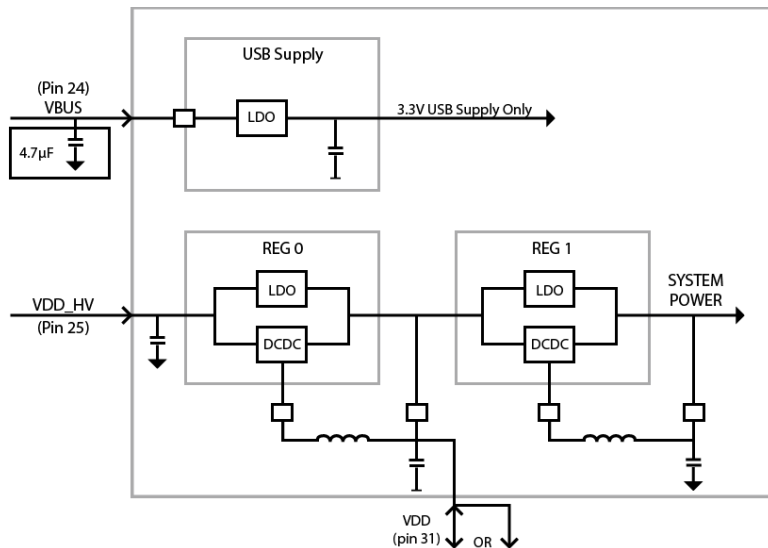 USB Supply
(Pin 24)
VBUS
LDO
3.3V USB Supply Only
4.7µF
REG 0
REG 1
LDO
LDO
SYSTEM
POWER
VDD_HV
(Pin 25)
DCDC
DCDC
VDD
(pin 31)
OR